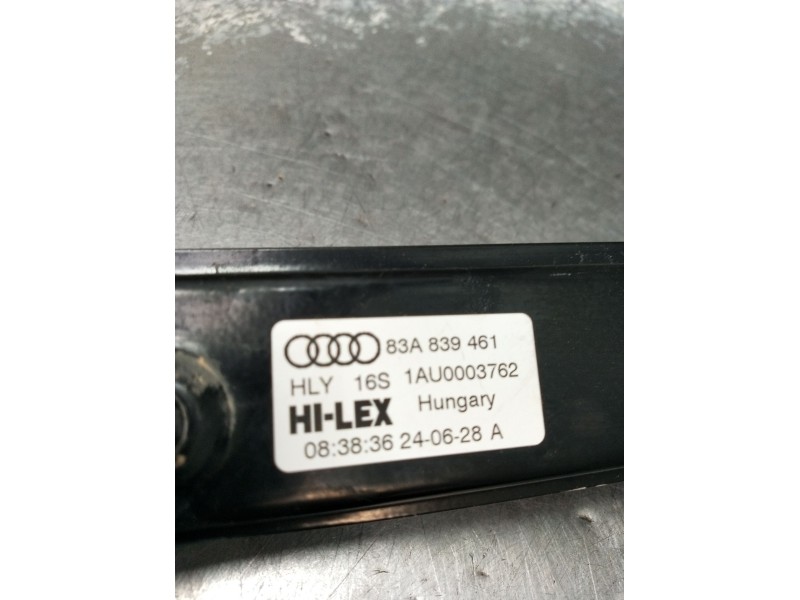 83A 839 461
HLY 16S 1AU0003762
HI-LEX Hungary
08:38:36 24-06-28 A